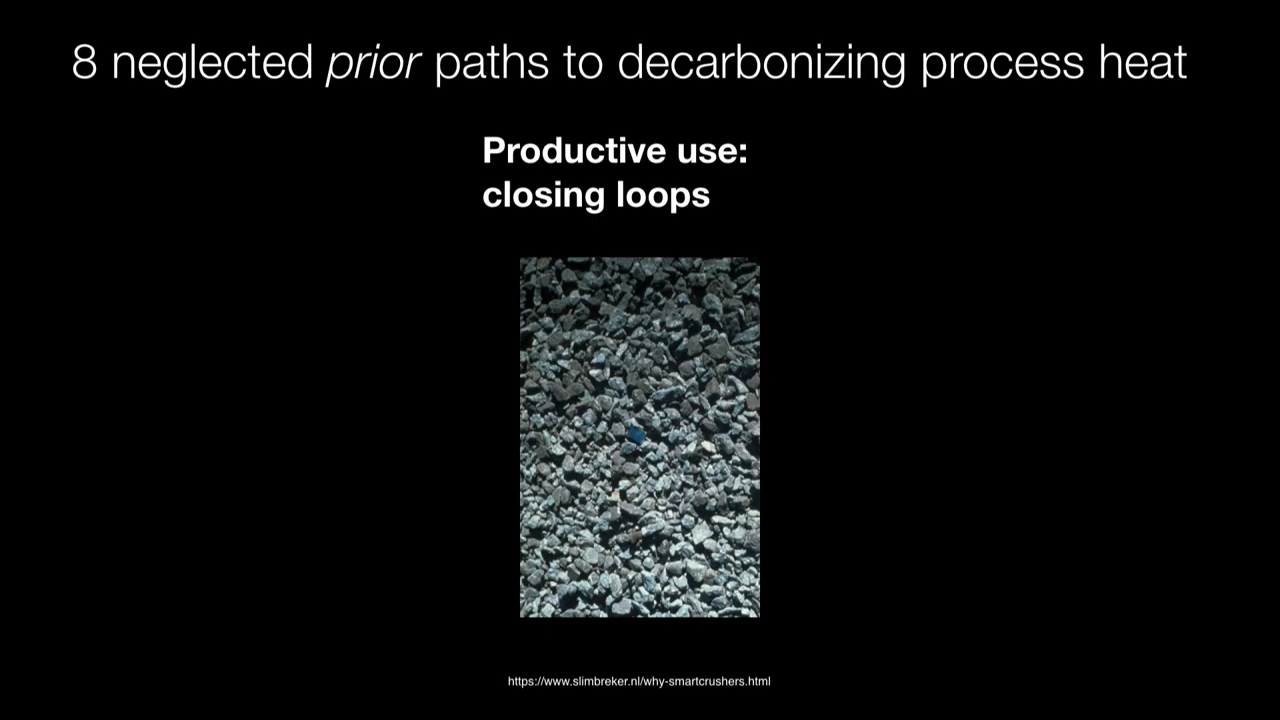 8 neglected prior paths to decarbonizing process heat
Productive use:
closing loops
https://www.slimbreker.nl/why-smartcrushers.html